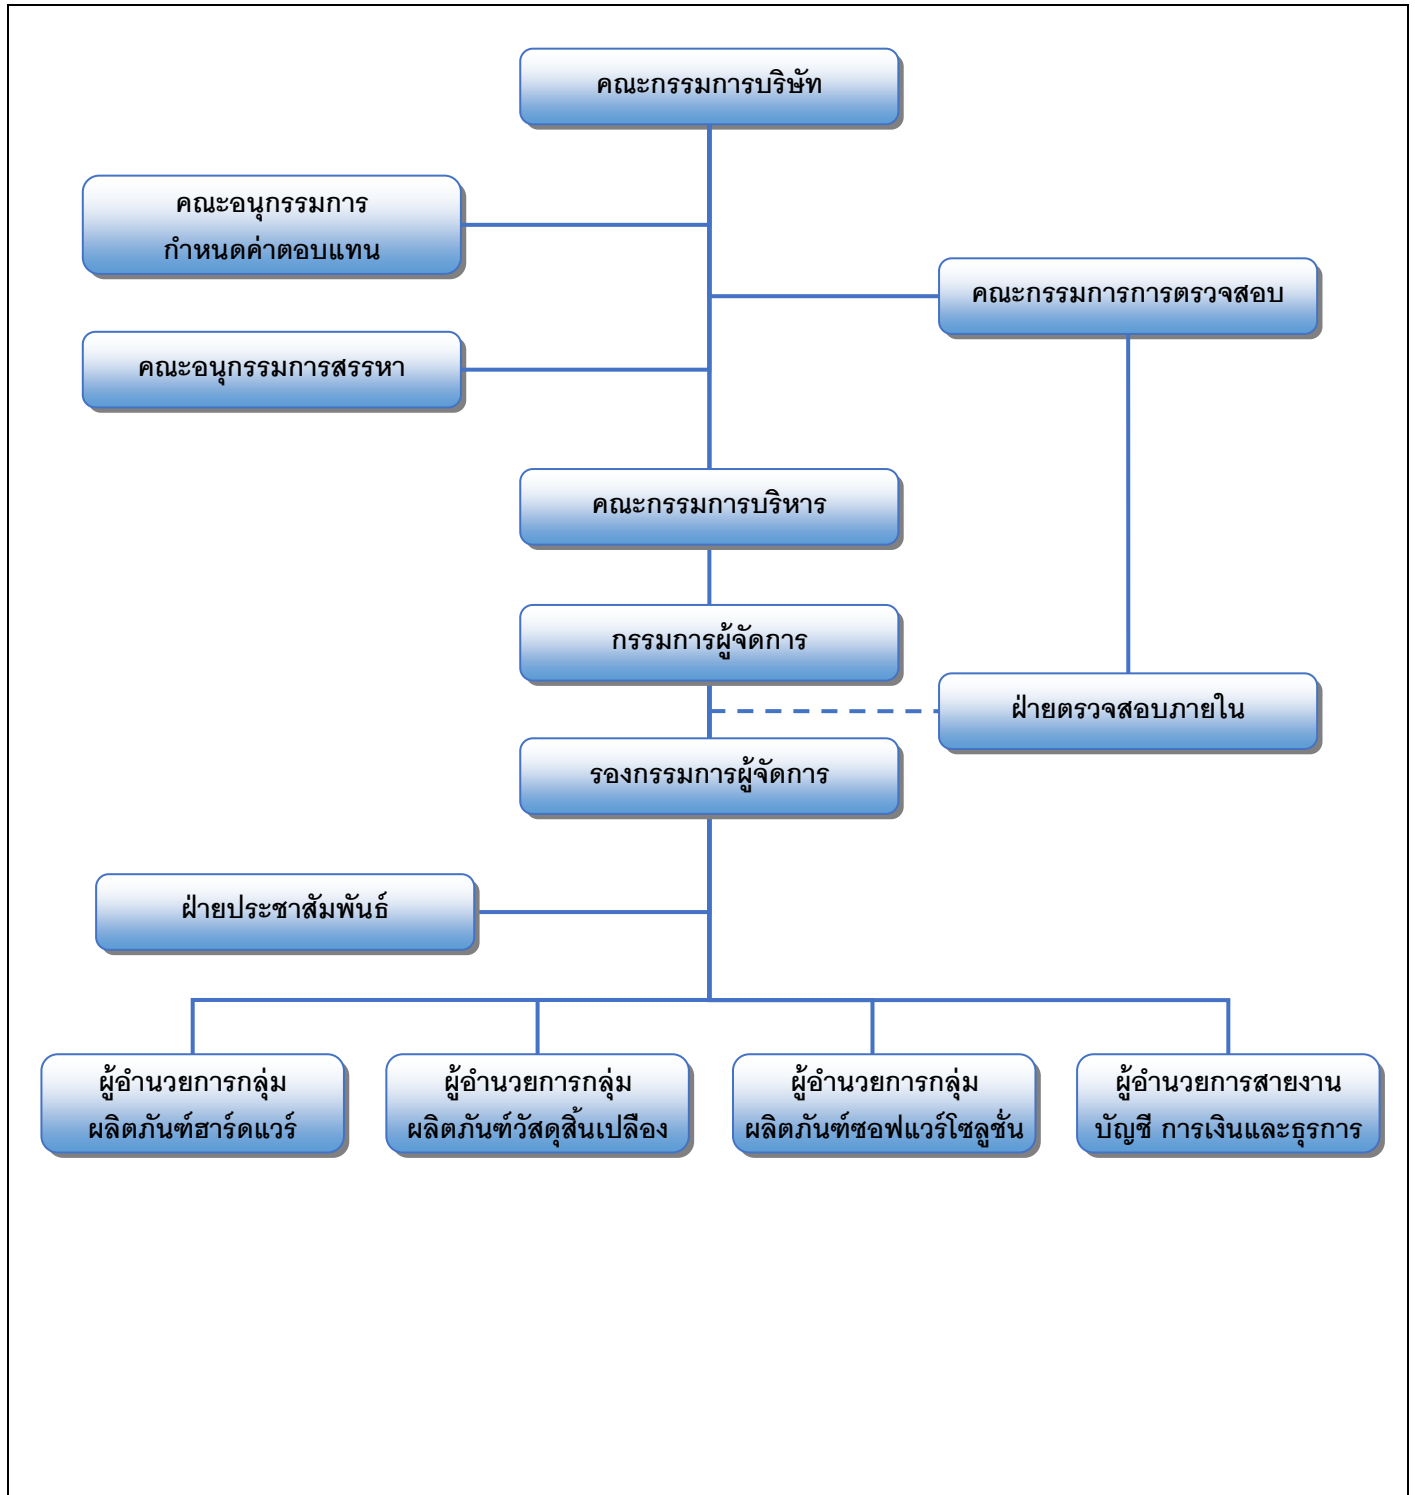 คณะกรรมการบริษัท
คณะอนุกรรมการ
กำหนดค่าตอบแทน
คณะกรรมการการตรวจสอบ
คณะอนุกรรมการสรรหา
คณะกรรมการบริหาร
กรรมการผู้จัดการ
ฝ่ายตรวจสอบภายใน
รองกรรมการผู้จัดการ
ฝ่ายประชาสัมพันธ์
ผู้อำนวยการกลุ่ม
ผลิตภันฑ์ฮาร์ดแวร์
ผู้อำนวยการกลุ่ม
ผลิตภันฑ์วัสดุสิ้นเปลือง
ผู้อำนวยการกลุ่ม
ผลิตภันฑ์ซอฟแวร์โซลูชั่น
ผู้อำนวยการสายงาน
บัญชี การเงินและธุรการ